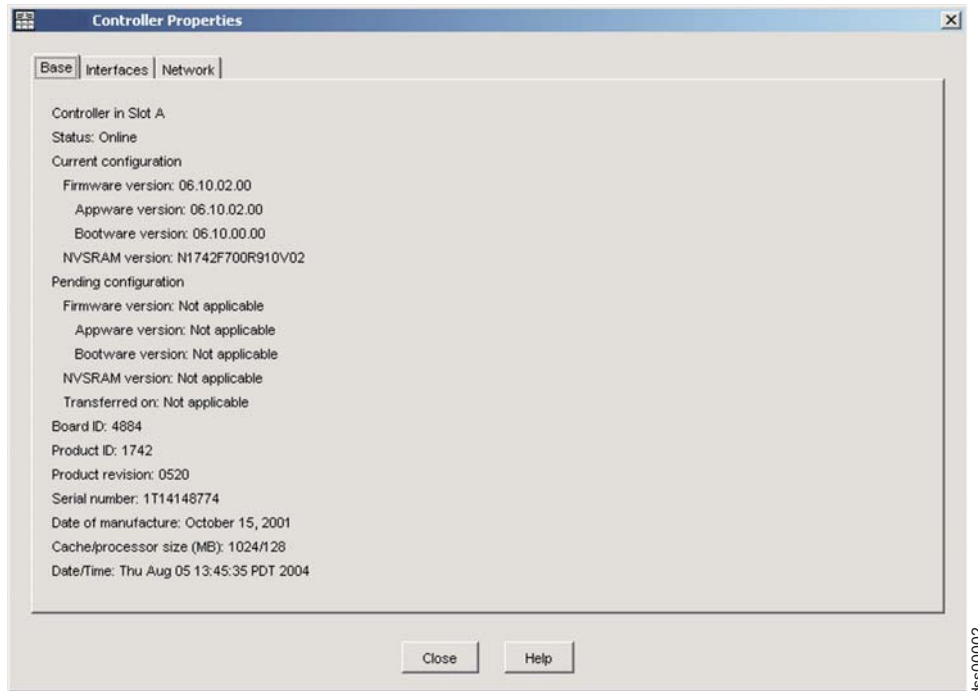 Controller Properties
Base Interfaces Network
Controller in Slot A
Status: Online
Current configuration
Firmware version: 06.10.02.00
Appware version: 06.10.02.00
Bootware version: 06.10.00.00
NVSRAM version: N1742F700R910V02
Pending configuration
Firmware version: Not applicable
Appware version: Not applicable
Bootware version: Not applicable
NVSRAM version: Not applicable
Transferred on: Not applicable
Board ID: 4884
Product ID: 1742
Product revision: 0520
Serial number: 1T14148774
Date of manufacture: October 15, 2001
Cache/processor size (MB): 1024/128
Date/Time: Thu Aug 05 13:45:35 PDT 2004
Close Help